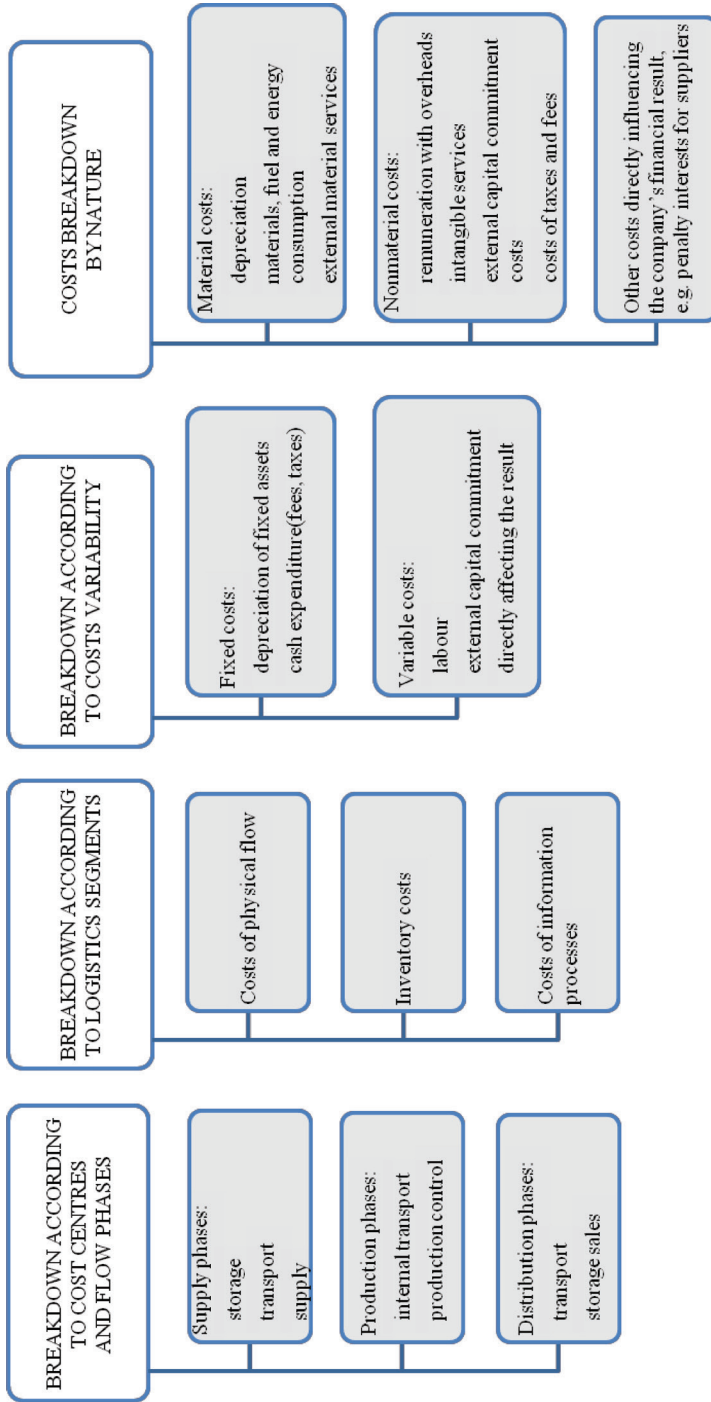 BREAKDOWN ACCORDING
TO COST CENTRES
AND FLOW PHASES
Supply phases:
storage
transport
supply
Production phases:
internal transport
production control
Distribution phases:
transport
storage sales
BREAKDOWN ACCORDING
TO LOGISTICS SEGMENTS
Costs of physical flow
Inventory costs
Costs of information
processes
BREAKDOWN ACCORDING
TO COSTS VARIABILITY
Fixed costs:
depreciation of fixed assets
cash expenditure(fees, taxes)
Variable costs:
labour
external capital commitment
directly affecting the result
COSTS BREAKDOWN
BY NATURE
Material costs:
depreciation
materials, fuel and energy
consumption
external material services
Nonmaterial costs:
remuneration with overheads
intangible services
external capital commitment
costs
costs of taxes and fees
Other costs directly influencing
the company`s financial result,
e.g. penalty interests for suppliers